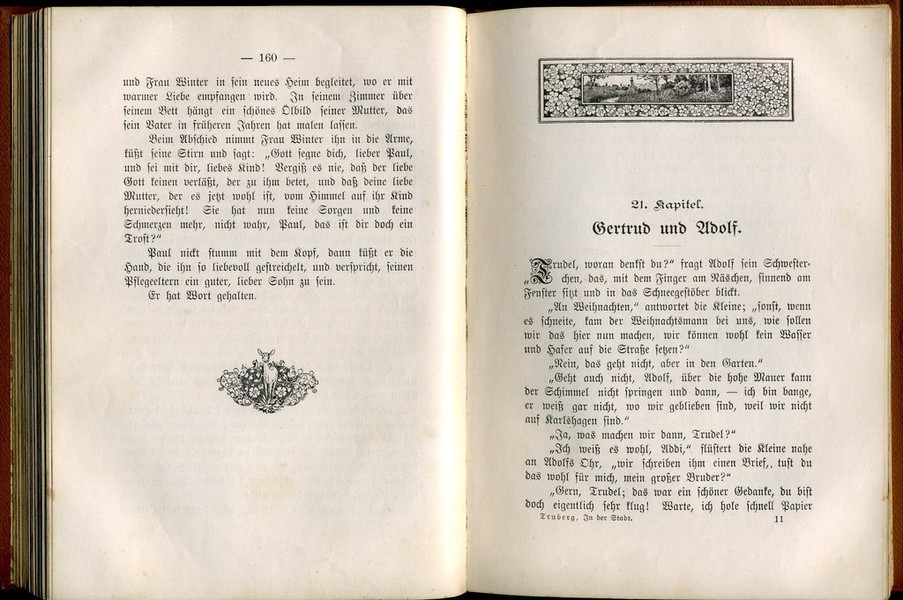 — 160 —
und Frau Winter in sein neues Heim begleitet, wo er mit
warmer Liebe empfangen wird. In seinem Zimmer über
seinem Bett hängt ein schönes Ölbild seiner Mutter, das
sein Vater in früheren Jahren hat malen lassen.
Beim Abschied nimmt Frau Winter ihn in die Arme,
küßt seine Stirn und sagt: „Gott segne dich, lieber Paul,
und sei mit dir, liebes Kind! Vergiß es nie, daß der liebe
Gott keinen verläßt, der zu ihm betet, und daß deine liebe
Mutter, der es jetzt wohl ist, vom Himmel auf ihr Kind
herniedersieht! Sie hat nun keine Sorgen und keine
Schmerzen mehr, nicht wahr, Paul, das ist dir doch ein
Trost?“
Paul nickt stumm mit dem Kopf, dann küßt er die
Hand, die ihn so liebevoll gestreichelt, und verspricht, seinen
Pflegeeltern ein guter, lieber Sohn zu sein.
Er hat Wort gehalten.
21. Kapitel.
Gertrud und Adolf.
„Trudel, woran denkst du?“ fragt Adolf sein Schwester-
chen, das, mit dem Finger am Näschen, sinnend am
Fenster sitzt und in das Schneegestöber blickt.
„An Weihnachten,“ antwortet die Kleine; „sonst, wenn
es schneite, kam der Weihnachtsmann bei uns, wie sollen
wir das hier nun machen, wir können wohl kein Wasser
und Hafer auf die Straße setzen?“
„Nein, das geht nicht, aber in den Garten.“
„Geht auch nicht, Adolf, über die hohe Mauer kann
der Schimmel nicht springen und dann, — ich bin bange,
er weiß gar nicht, wo wir geblieben sind, weil wir nicht
auf Karlshagen sind.“
„Ja, was machen wir dann, Trudel?“
„Ich weiß es wohl, Addi,“ flüstert die Kleine nahe
an Adolfs Ohr, „wir schreiben ihm einen Brief,, tust du
das wohl für mich, mein großer Bruder?“
„Gern, Trudel; das war ein schöner Gedanke, du bist
doch eigentlich sehr klug! Warte, ich hole schnell Papier
Truberg, In der Stadt. 11